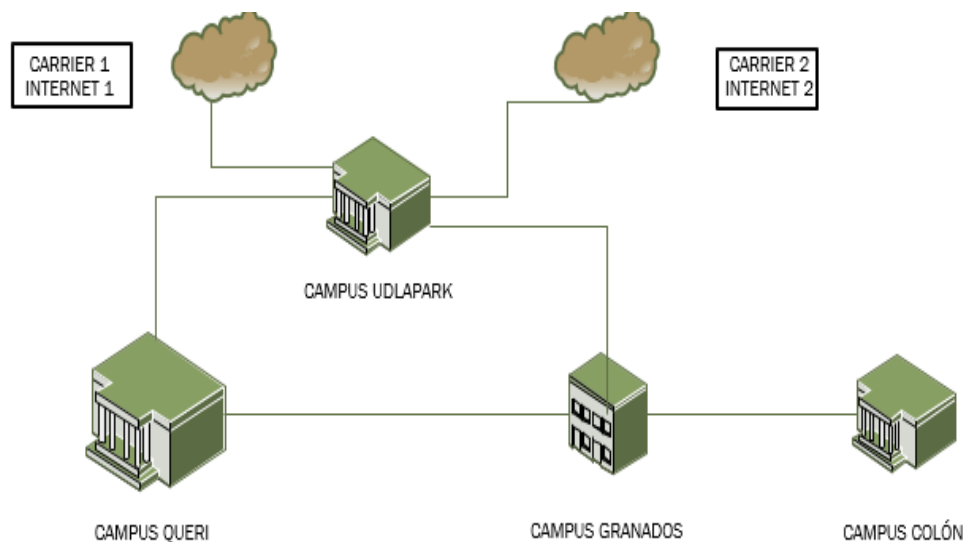 CARRIER 1
INTERNET 1
CARRIER 2
INTERNET 2
CAMPUS UDLAPARK
CAMPUS QUERI
CAMPUS GRANADOS
CAMPUS COLÓN